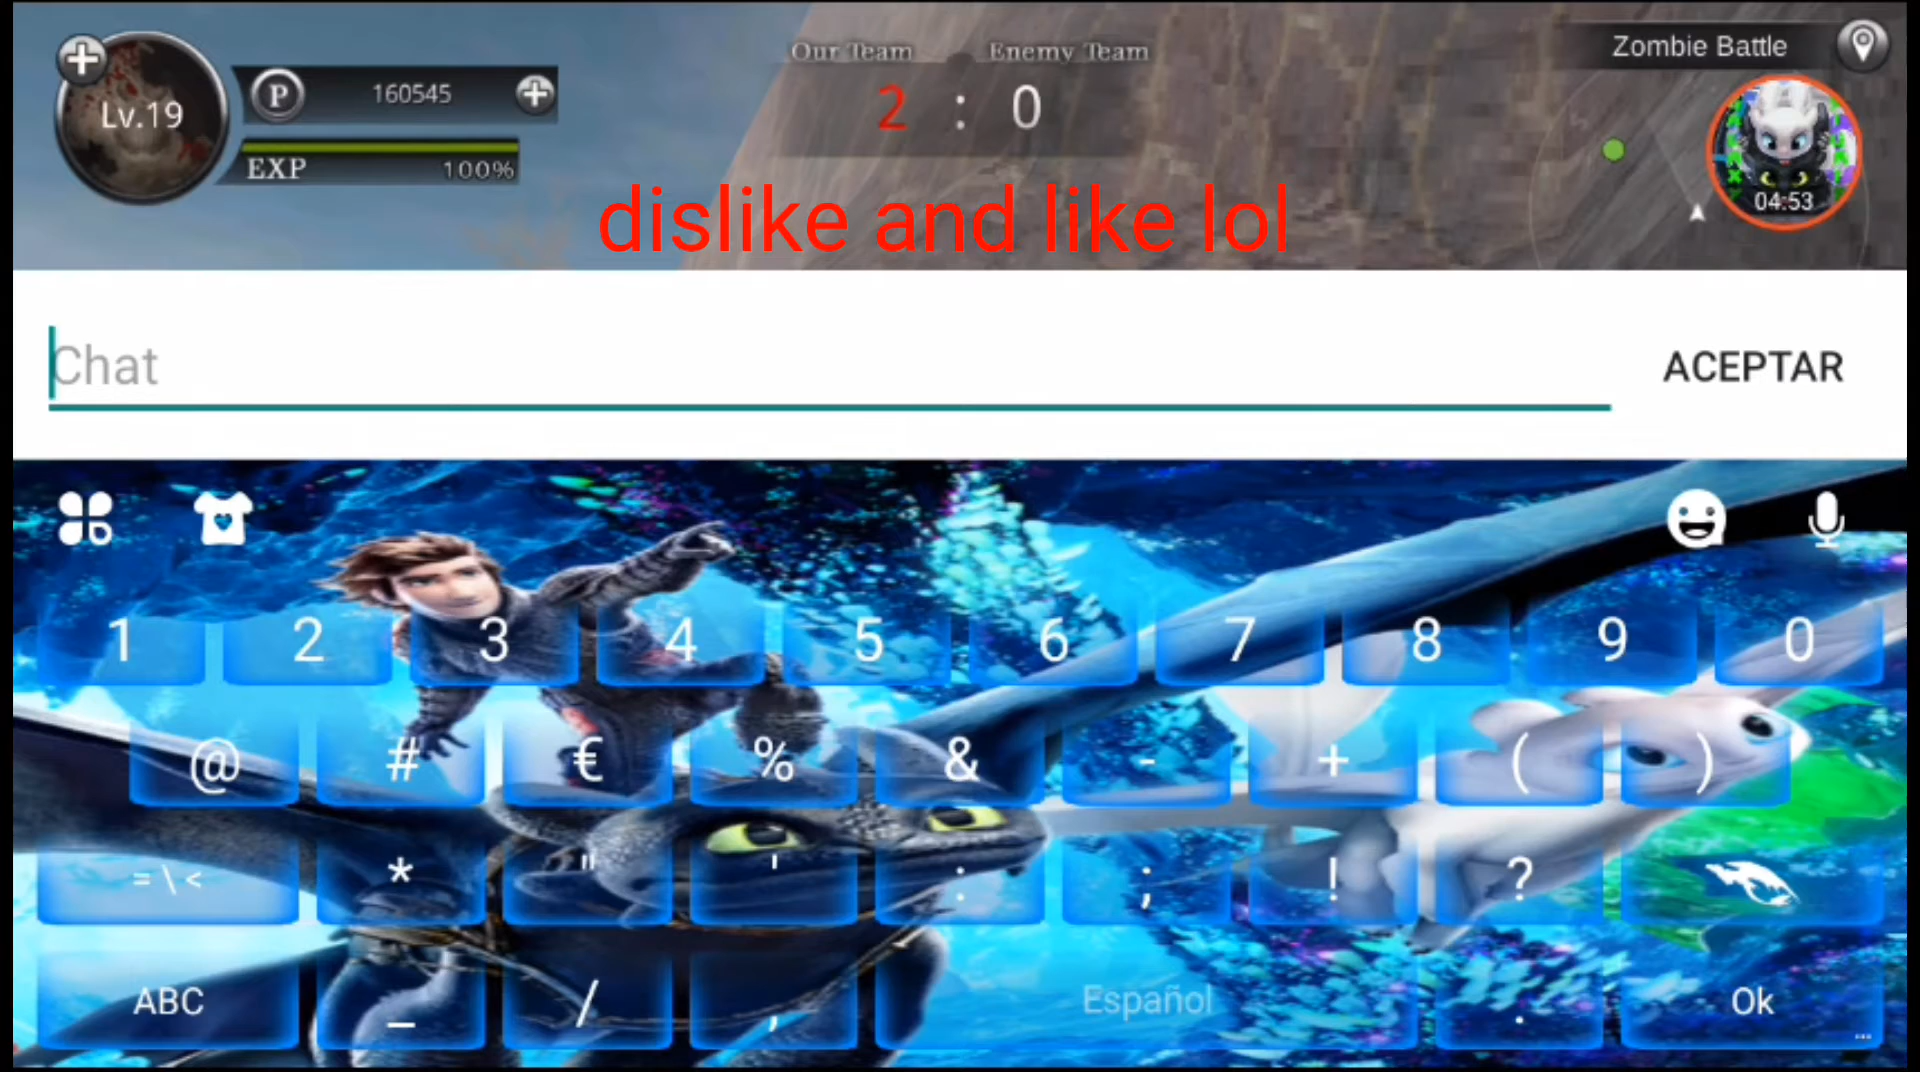 Our Team Enemy Team
Zombie Battle
Lv.19
P 160545
2 : 0
EXP 100%
04:53
dislike and like lol
Chat
ACEPTAR
1 2 3 4 5 6 7 8 9 0
@ # € % & - + ( )
= \ < * " ' : ; ! ?
ABC _ / , Español . Ok